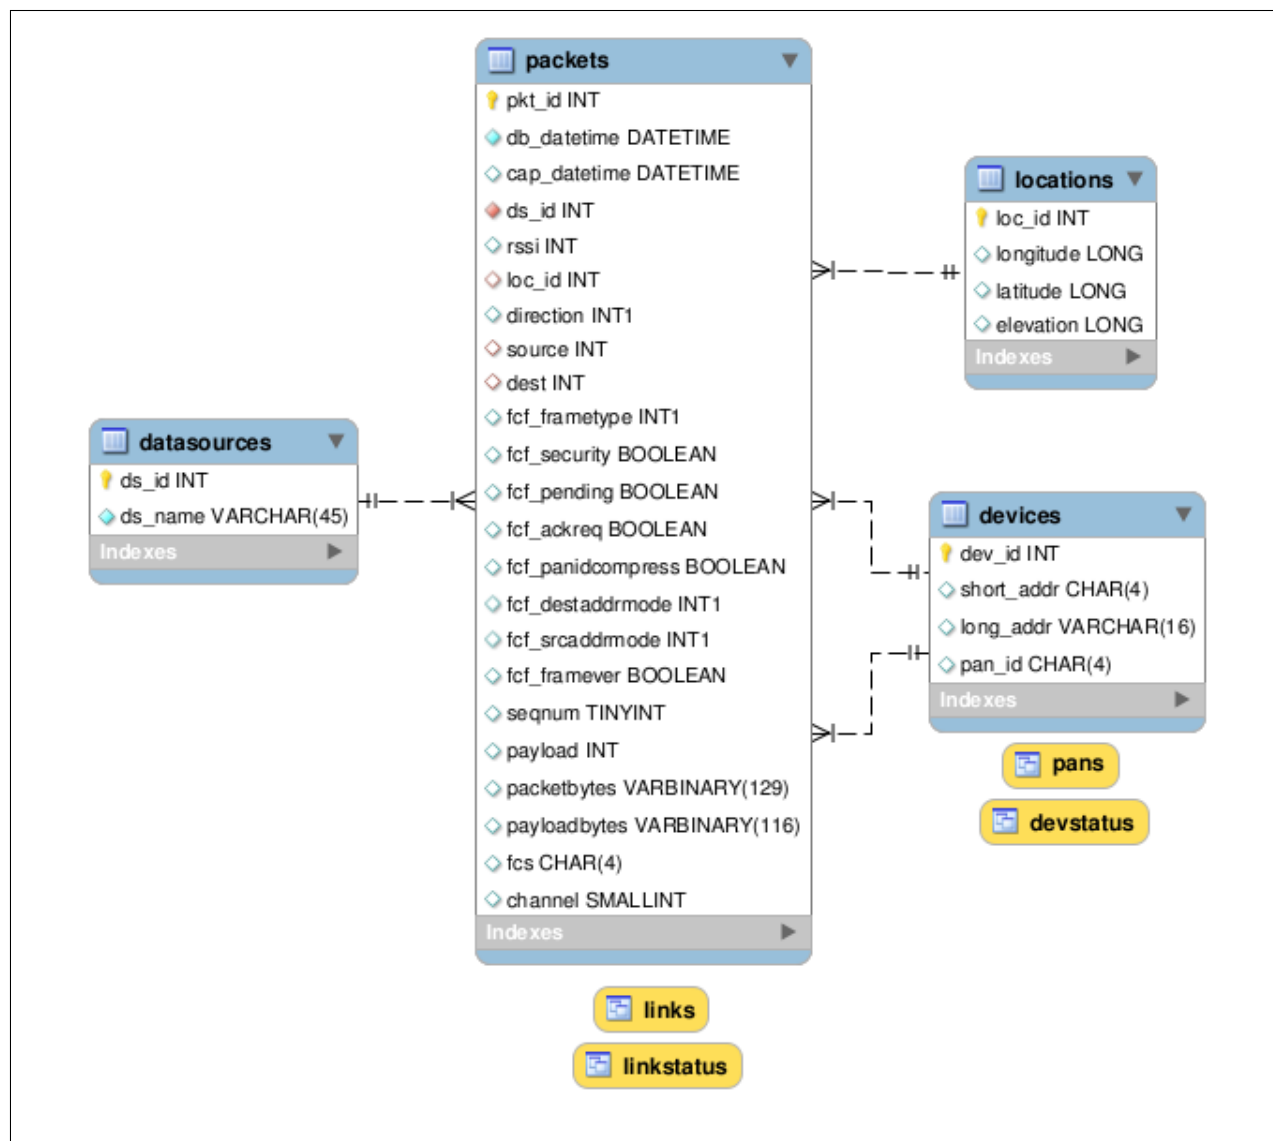 packets
pkt_id INT
db_datetime DATETIME
cap_datetime DATETIME
ds_id INT
rssi INT
loc_id INT
direction INT1
source INT
dest INT
fcf_frametype INT1
fcf_security BOOLEAN
fcf_pending BOOLEAN
fcf_ackreq BOOLEAN
fcf_panidcompress BOOLEAN
fcf_destaddrmode INT1
fcf_srcaddrmode INT1
fcf_framever BOOLEAN
seqnum TINYINT
payload INT
packetbytes VARBINARY(129)
payloadbytes VARBINARY(116)
fcs CHAR(4)
channel SMALLINT
Indexes
locations
loc_id INT
longitude LONG
latitude LONG
elevation LONG
Indexes
datasources
ds_id INT
ds_name VARCHAR(45)
Indexes
devices
dev_id INT
short_addr CHAR(4)
long_addr VARCHAR(16)
pan_id CHAR(4)
Indexes
pans
devstatus
links
linkstatus